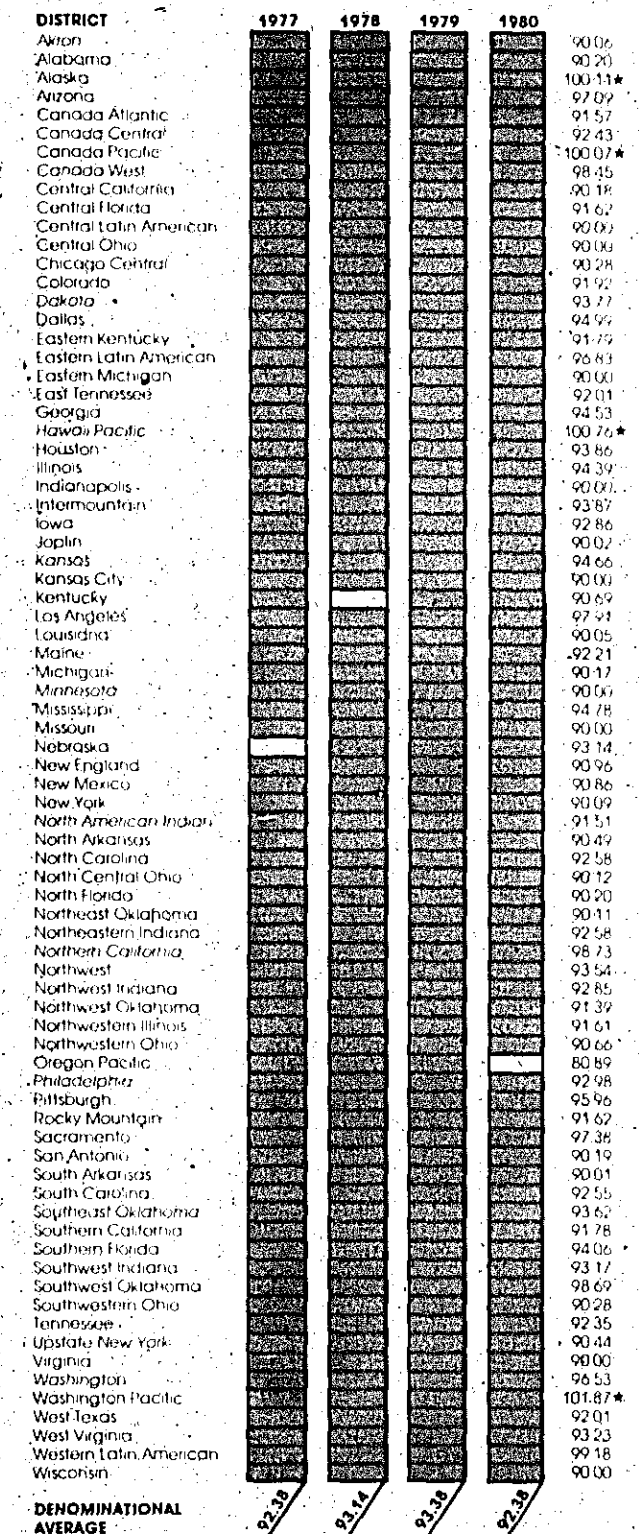 DISTRICT 1977 1978 1979 1980
Akron 90.06
Alabama 90.20
Alaska 100.11★
Arizona 97.09
Canada Atlantic 91.57
Canada Central 92.43
Canada Pacific 100.07★
Canada West 98.45
Central California 90.18
Central Florida 91.62
Central Latin American 90.00
Central Ohio 90.00
Chicago Central 90.28
Colorado 91.92
Dakota 93.77
Dallas 94.99
Eastern Kentucky 91.79
Eastern Latin American 96.83
Eastern Michigan 90.00
East Tennessee 92.01
Georgia 94.53
Hawaii Pacific 100.76★
Houston 93.86
Illinois 94.39
Indianapolis 90.00
Intermountain 93.87
Iowa 92.86
Joplin 90.02
Kansas 94.66
Kansas City 90.00
Kentucky 90.69
Los Angeles 97.91
Louisiana 90.05
Maine 92.21
Michigan 90.17
Minnesota 90.00
Mississippi 94.78
Missouri 90.00
Nebraska 93.14
New England 90.96
New Mexico 90.86
New York 90.09
North American Indian 91.51
North Arkansas 90.49
North Carolina 92.58
North Central Ohio 90.12
North Florida 90.20
Northeast Oklahoma 90.11
Northeastern Indiana 92.58
Northern California 98.73
Northwest 93.54
Northwest Indiana 92.85
Northwest Oklahoma 91.39
Northwestern Illinois 91.61
Northwestern Ohio 90.66
Oregon Pacific 80.89
Philadelphia 92.98
Pittsburgh 95.96
Rocky Mountain 91.62
Sacramento 97.38
San Antonio 90.19
South Arkansas 90.01
South Carolina 92.55
Southeast Oklahoma 93.62
Southern California 91.78
Southern Florida 94.06
Southwest Indiana 93.17
Southwest Oklahoma 98.69
Southwestern Ohio 90.28
Tennessee 92.35
Upstate New York 90.44
Virginia 90.00
Washington 96.53
Washington Pacific 101.87★
West Texas 92.01
West Virginia 93.23
Western Latin American 99.18
Wisconsin 90.00
DENOMINATIONAL
AVERAGE 92.38 93.14 93.38 92.38